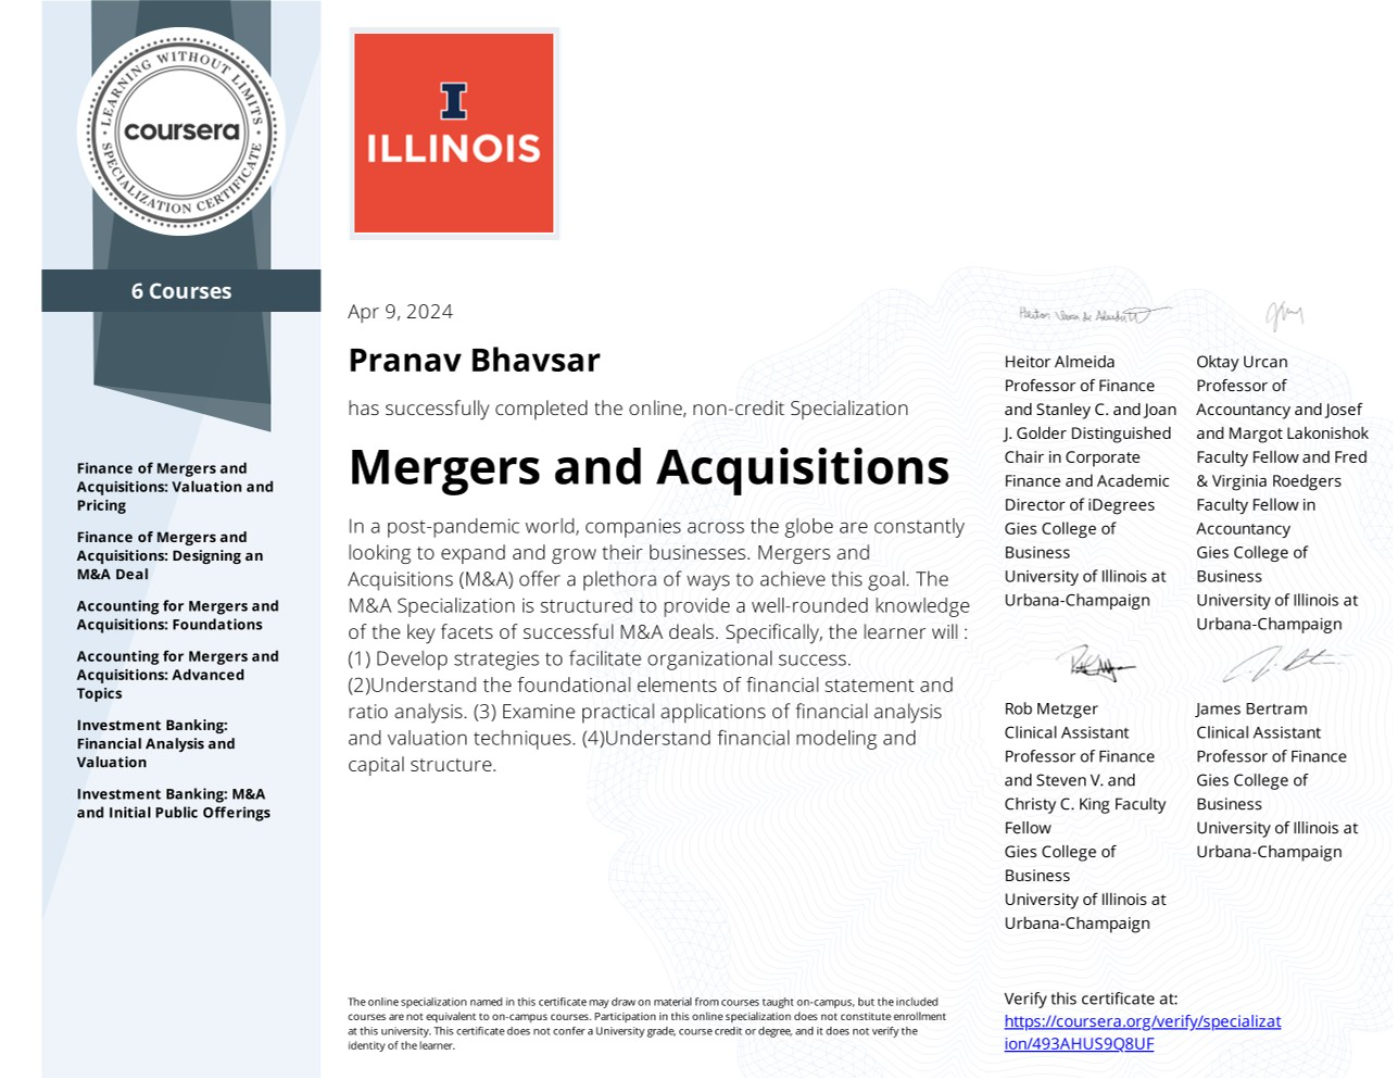 LEARNING WITHOUT LIMITS
coursera
SPECIALIZATION CERTIFICATE
6 Courses
Finance of Mergers and
Acquisitions: Valuation and
Pricing
Finance of Mergers and
Acquisitions: Designing an
M&A Deal
Accounting for Mergers and
Acquisitions: Foundations
Accounting for Mergers and
Acquisitions: Advanced
Topics
Investment Banking:
Financial Analysis and
Valuation
Investment Banking: M&A
and Initial Public Offerings
I
ILLINOIS
Apr 9, 2024
Pranav Bhavsar
has successfully completed the online, non-credit Specialization
Mergers and Acquisitions
In a post-pandemic world, companies across the globe are constantly
looking to expand and grow their businesses. Mergers and
Acquisitions (M&A) offer a plethora of ways to achieve this goal. The
M&A Specialization is structured to provide a well-rounded knowledge
of the key facets of successful M&A deals. Specifically, the learner will :
(1) Develop strategies to facilitate organizational success.
(2)Understand the foundational elements of financial statement and
ratio analysis. (3) Examine practical applications of financial analysis
and valuation techniques. (4)Understand financial modeling and
capital structure.
The online specialization named in this certificate may draw on material from courses taught on-campus, but the included
courses are not equivalent to on-campus courses. Participation in this online specialization does not constitute enrollment
at this university. This certificate does not confer a University grade, course credit or degree, and it does not verify the
identity of the learner.
Heitor Almeida
Professor of Finance
and Stanley C. and Joan
J. Golder Distinguished
Chair in Corporate
Finance and Academic
Director of iDegrees
Gies College of
Business
University of Illinois at
Urbana-Champaign
Oktay Urcan
Professor of
Accountancy and Josef
and Margot Lakonishok
Faculty Fellow and Fred
& Virginia Roedgers
Faculty Fellow in
Accountancy
Gies College of
Business
University of Illinois at
Urbana-Champaign
Rob Metzger
Clinical Assistant
Professor of Finance
and Steven V. and
Christy C. King Faculty
Fellow
Gies College of
Business
University of Illinois at
Urbana-Champaign
James Bertram
Clinical Assistant
Professor of Finance
Gies College of
Business
University of Illinois at
Urbana-Champaign
Verify this certificate at:
https://coursera.org/verify/specializat
ion/493AHUS9Q8UF